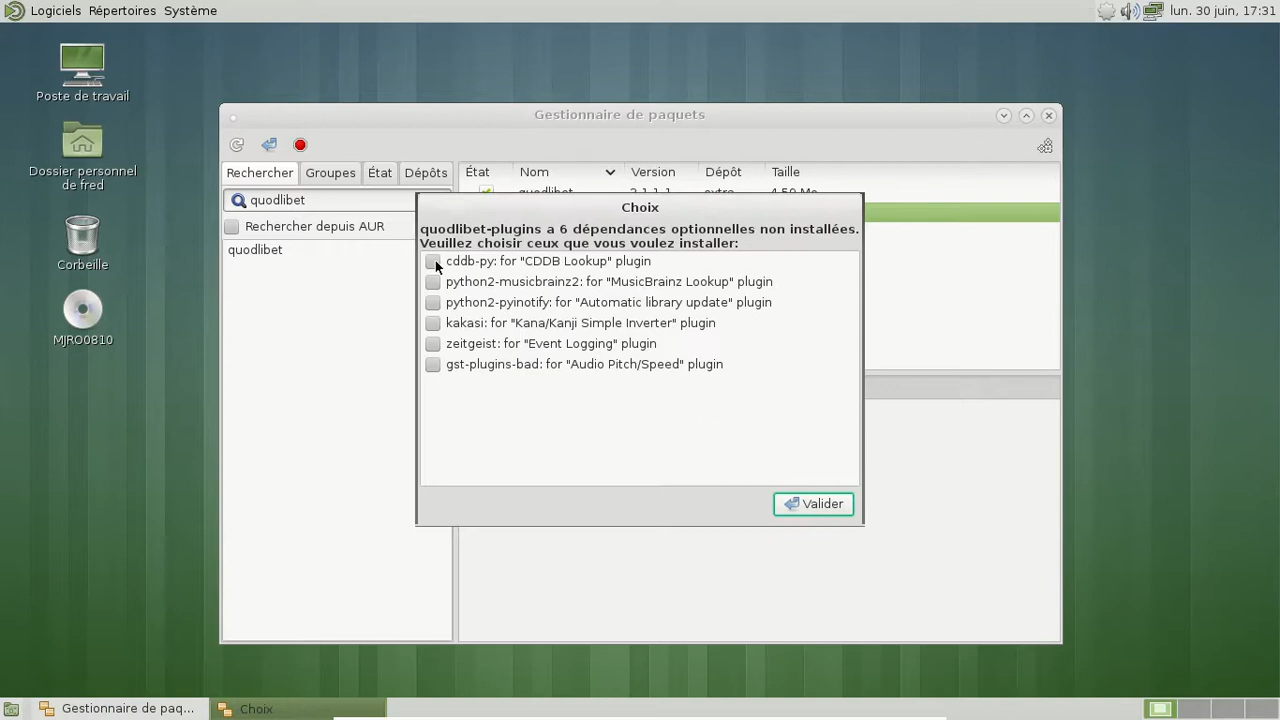 Logiciels Répertoires Système
lun. 30 juin, 17:31
Poste de travail
Dossier personnel
de fred
Corbeille
MJRO0810
Gestionnaire de paquets
Rechercher Groupes État Dépôts
quodlibet
Rechercher depuis AUR
quodlibet
État Nom Version Dépôt Taille
Choix
quodlibet-plugins a 6 dépendances optionnelles non installées.
Veuillez choisir ceux que vous voulez installer:
cddb-py: for "CDDB Lookup" plugin
python2-musicbrainz2: for "MusicBrainz Lookup" plugin
python2-pyinotify: for "Automatic library update" plugin
kakasi: for "Kana/Kanji Simple Inverter" plugin
zeitgeist: for "Event Logging" plugin
gst-plugins-bad: for "Audio Pitch/Speed" plugin
Valider
Gestionnaire de paq...
Choix